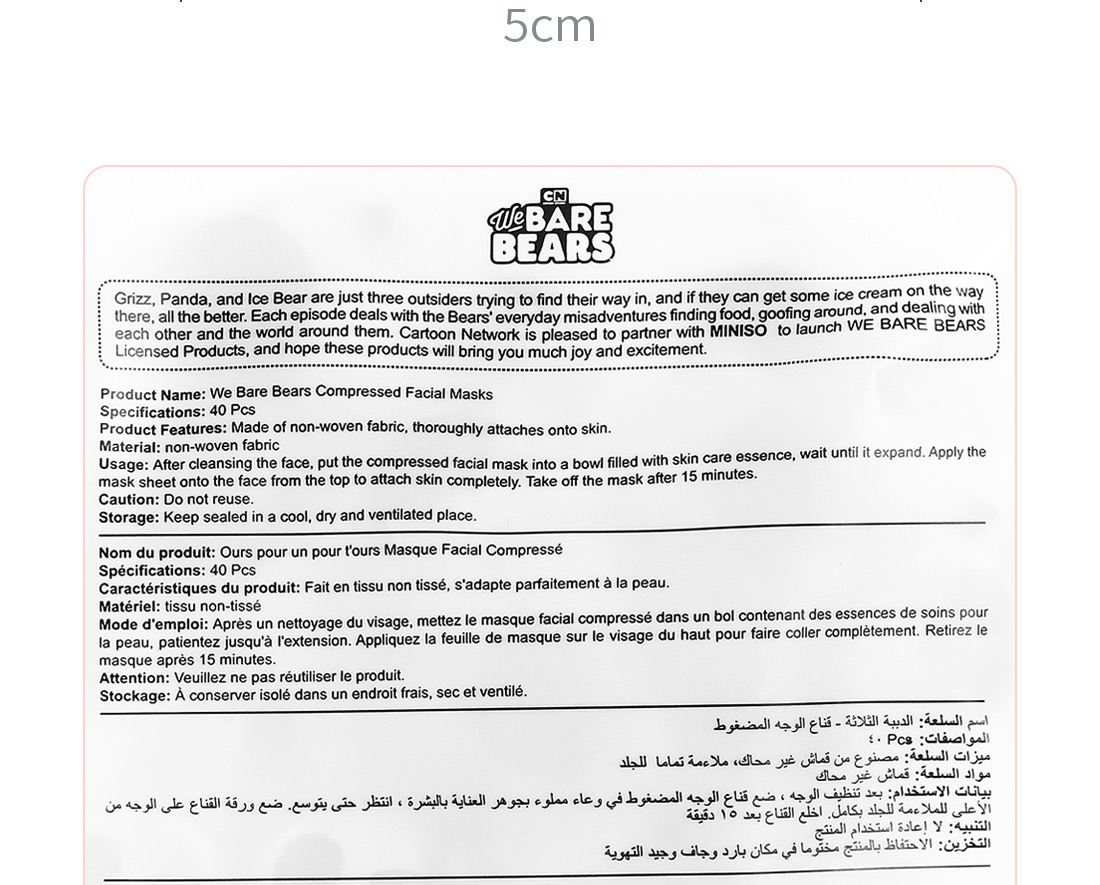 5cm
CN
We BARE
BEARS
Grizz, Panda, and Ice Bear are just three outsiders trying to find their way in, and if they can get some ice cream on the way
there, all the better. Each episode deals with the Bears' everyday misadventures finding food, goofing around, and dealing with
each other and the world around them. Cartoon Network is pleased to partner with MINISO to launch WE BARE BEARS
Licensed Products, and hope these products will bring you much joy and excitement.
Product Name: We Bare Bears Compressed Facial Masks
Specifications: 40 Pcs
Product Features: Made of non-woven fabric, thoroughly attaches onto skin.
Material: non-woven fabric
Usage: After cleansing the face, put the compressed facial mask into a bowl filled with skin care essence, wait until it expand. Apply the
mask sheet onto the face from the top to attach skin completely. Take off the mask after 15 minutes.
Caution: Do not reuse.
Storage: Keep sealed in a cool, dry and ventilated place.
Nom du produit: Ours pour un pour t'ours Masque Facial Compressé
Spécifications: 40 Pcs
Caractéristiques du produit: Fait en tissu non tissé, s'adapte parfaitement à la peau.
Matériel: tissu non-tissé
Mode d'emploi: Après un nettoyage du visage, mettez le masque facial compressé dans un bol contenant des essences de soins pour
la peau, patientez jusqu'à l'extension. Appliquez la feuille de masque sur le visage du haut pour faire coller complètement. Retirez le
masque après 15 minutes.
Attention: Veuillez ne pas réutiliser le produit.
Stockage: À conserver isolé dans un endroit frais, sec et ventilé.
اسم السلعة: الدببة الثلاثة - قناع الوجه المضغوط
المواصفات: ٤٠ Pcs
ميزات السلعة: مصنوع من قماش غير محاك، ملاءمة تماما للجلد
مواد السلعة: قماش غير محاك
بيانات الاستخدام: بعد تنظيف الوجه ، ضع قناع الوجه المضغوط في وعاء مملوء بجوهر العناية بالبشرة ، انتظر حتى يتوسع. ضع ورقة القناع على الوجه من
الأعلى للملاءمة للجلد بكامل. اخلع القناع بعد ١٥ دقيقة
التنبيه: لا إعادة استخدام المنتج
التخزين: الاحتفاظ بالمنتج مختوما في مكان بارد وجاف وجيد التهوية